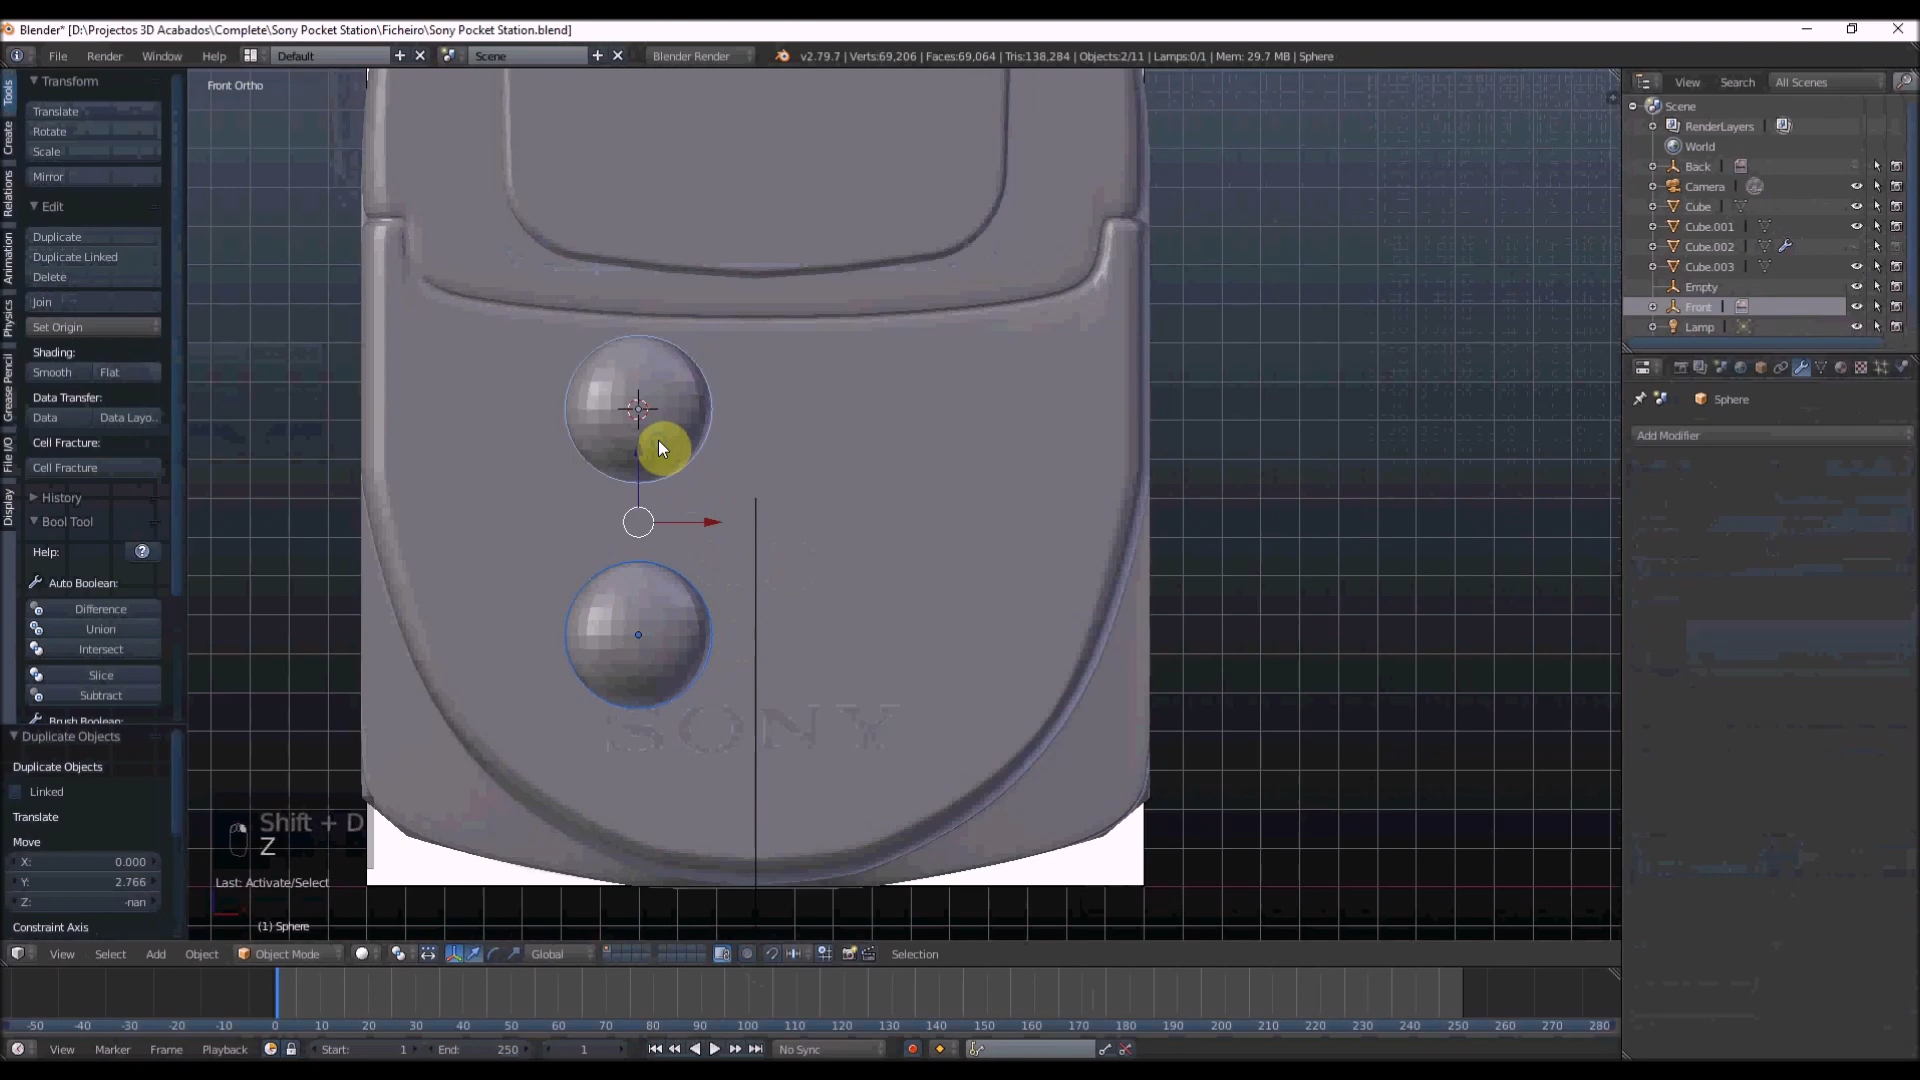 Blender* [D:\Projectos 3D Acabados\Complete\Sony Pocket Station\Ficheiro\Sony Pocket Station.blend]
File Render Window Help Default Scene Blender Render v2.79.7 | Verts:69,206 | Faces:69,064 | Tris:138,284 | Objects:2/11 | Lamps:0/1 | Mem: 29.7 MB | Sphere
Tools
Create
Relations
Animation
Physics
Grease Pencil
File I/O
Display
Transform
Translate
Rotate
Scale
Mirror
Edit
Duplicate
Duplicate Linked
Delete
Join
Set Origin
Shading:
Smooth Flat
Data Transfer:
Data Data Layo..
Cell Fracture:
Cell Fracture
History
Bool Tool
Help: ?
Auto Boolean:
Difference
Union
Intersect
Slice
Subtract
Brush Boolean:
Duplicate Objects
Duplicate Objects
Linked
Translate
Move
X: 0.000
Y: 2.766
Z: -nan
Constraint Axis
Front Ortho
SONY
Shift + D
Z
Last: Activate/Select
(1) Sphere
View Search All Scenes
Scene
RenderLayers
World
Back
Camera
Cube
Cube.001
Cube.002
Cube.003
Empty
Front
Lamp
Sphere
Add Modifier
View Select Add Object Object Mode Global Selection
-50 -40 -30 -20 -10 0 10 20 30 40 50 60 70 80 90 100 110 120 130 140 150 160 170 180 190 200 210 220 230 240 250 260 270 280
View Marker Frame Playback Start: 1 End: 250 1 No Sync